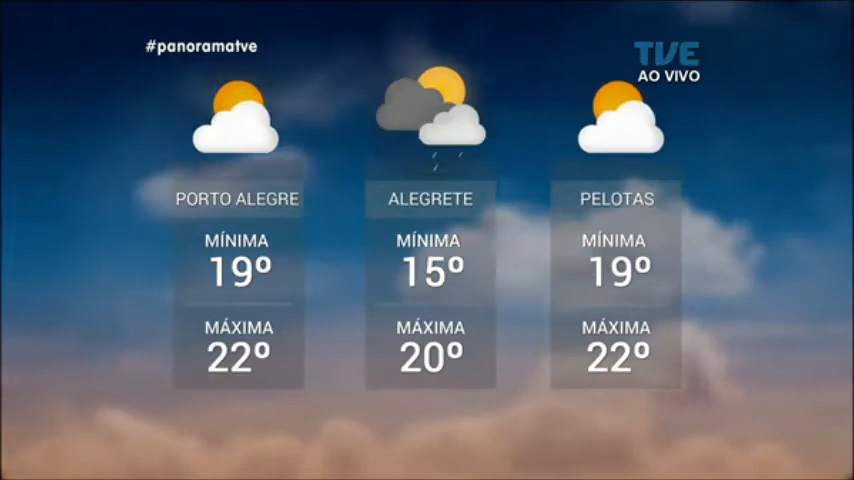 #panoramatve
TVE
AO VIVO
PORTO ALEGRE
MÍNIMA
19º
MÁXIMA
22º
ALEGRETE
MÍNIMA
15º
MÁXIMA
20º
PELOTAS
MÍNIMA
19º
MÁXIMA
22º